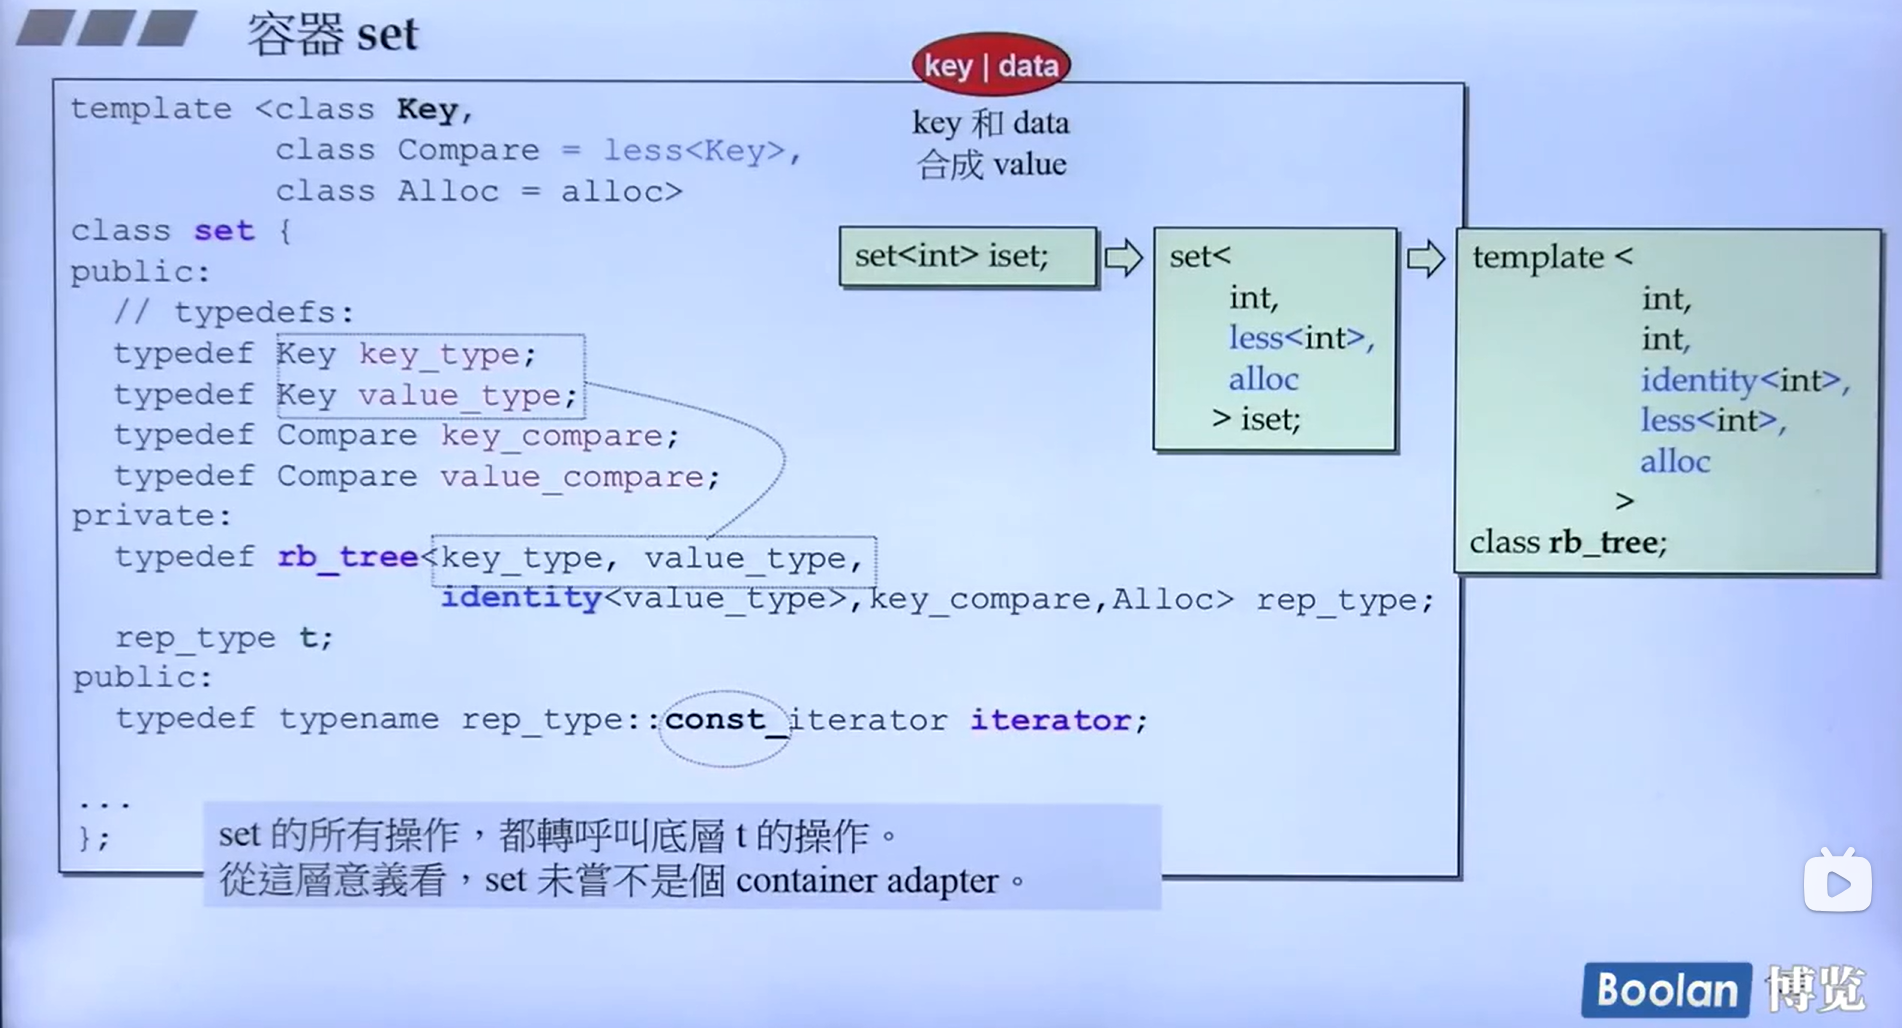 容器 set
key | data
key 和 data
合成 value
template <class Key,
class Compare = less<Key>,
class Alloc = alloc>
class set {
public:
// typedefs:
typedef Key key_type;
typedef Key value_type;
typedef Compare key_compare;
typedef Compare value_compare;
private:
typedef rb_tree<key_type, value_type,
identity<value_type>,key_compare,Alloc> rep_type;
rep_type t;
public:
typedef typename rep_type::const_iterator iterator;
...
};
set<int> iset;
set<
int,
less<int>,
alloc
> iset;
template <
int,
int,
identity<int>,
less<int>,
alloc
>
class rb_tree;
set 的所有操作，都轉呼叫底層 t 的操作。
從這層意義看，set 未嘗不是個 container adapter。
Boolan 博览